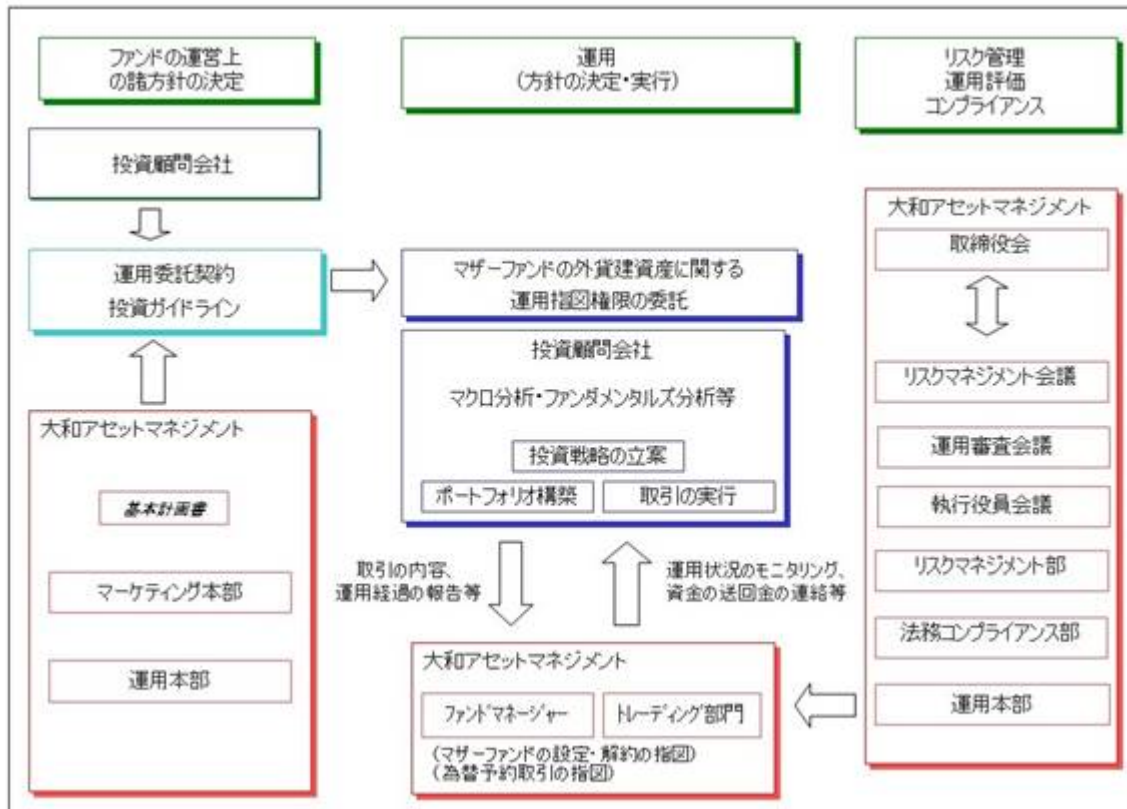 ファンドの運営上
の諸方針の決定
運用
(方針の決定・実行)
リスク管理
運用評価
コンプライアンス
投資顧問会社
運用委託契約
投資ガイドライン
大和アセットマネジメント
基本計画書
マーケティング本部
運用本部
マザーファンドの外貨建資産に関する
運用指図権限の委託
投資顧問会社
マクロ分析・ファンダメンタルズ分析等
投資戦略の立案
ポートフォリオ構築
取引の実行
取引の内容、
運用経過の報告等
運用状況のモニタリング、
資金の送回金の連絡等
大和アセットマネジメント
ファンドマネージャー
トレーディング部門
(マザーファンドの設定・解約の指図)
(為替予約取引の指図)
大和アセットマネジメント
取締役会
リスクマネジメント会議
運用審査会議
執行役員会議
リスクマネジメント部
法務コンプライアンス部
運用本部